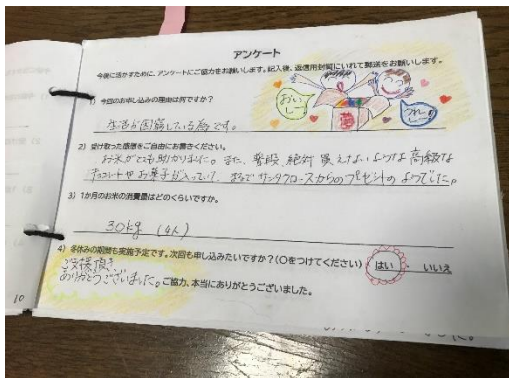 アンケート
今後に活かすために、アンケートにご協力をお願いします。記入後、返信用封筒にいれて郵送をお願いします。
1) 今回のお申し込みの理由は何ですか？
生活が困窮している為です。
おいしー
うれしー
2) 受け取った感想をご自由にお書きください。
お米がとても助かりました。また、普段、絶対 買えないような高級な
チョコレートやお菓子が入っていて、まるでサンタクロースからのプレゼントのようでした。
3) 1か月のお米の消費量はどのくらいですか。
30kg (4人)
4) 冬休みの期間も実施予定です。次回も申し込みたいですか？(〇をつけてください) はい ・ いいえ
ご支援頂き
ありがとうございました。ご協力、本当にありがとうございました。
10